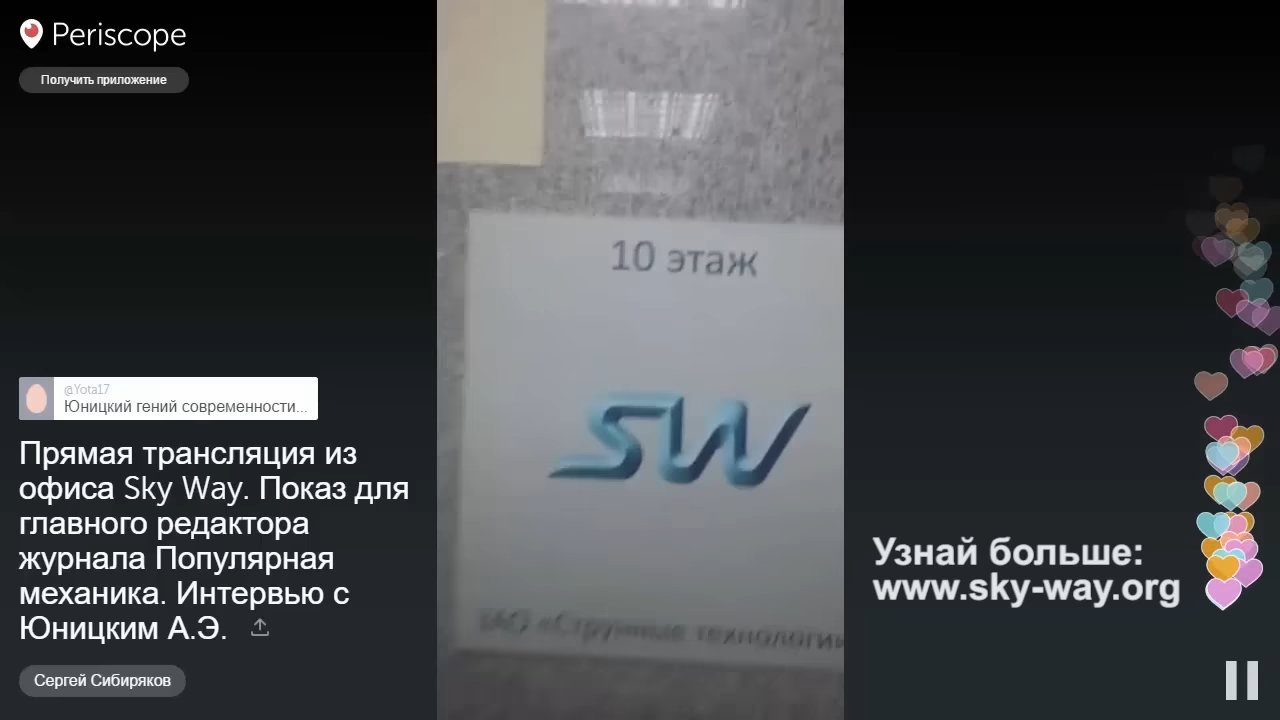 Periscope
Получить приложение
@Yota17
Юницкий гений современности...
Прямая трансляция из
офиса Sky Way. Показ для
главного редактора
журнала Популярная
механика. Интервью с
Юницким А.Э.
Сергей Сибиряков
10 этаж
SW
ЗАО «Струнные технологии
Узнай больше:
www.sky-way.org